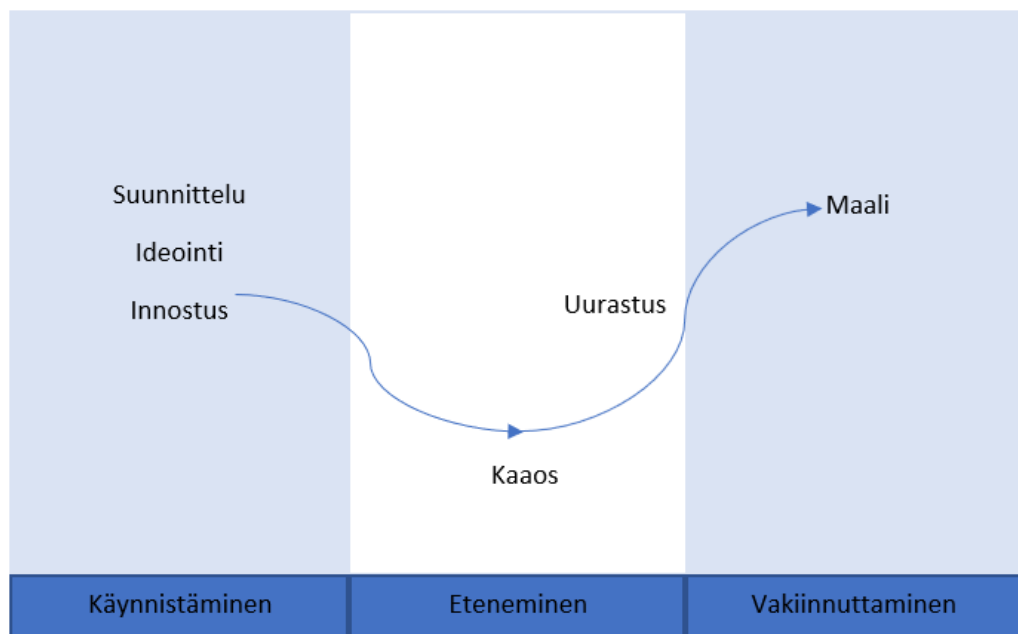 Suunnittelu
Ideointi
Innostus
Kaaos
Uurastus
Maali
Käynnistäminen
Eteneminen
Vakiinnuttaminen